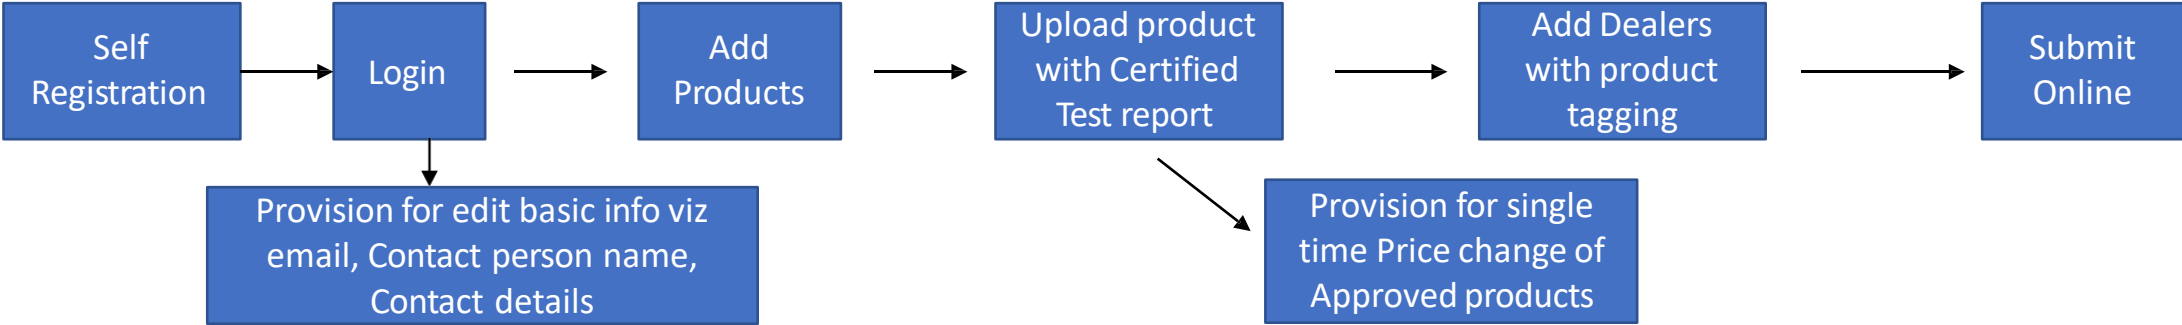 Self
Registration
Login
Add
Products
Upload product
with Certified
Test report
Add Dealers
with product
tagging
Submit
Online
Provision for edit basic info viz
email, Contact person name,
Contact details
Provision for single
time Price change of
Approved products